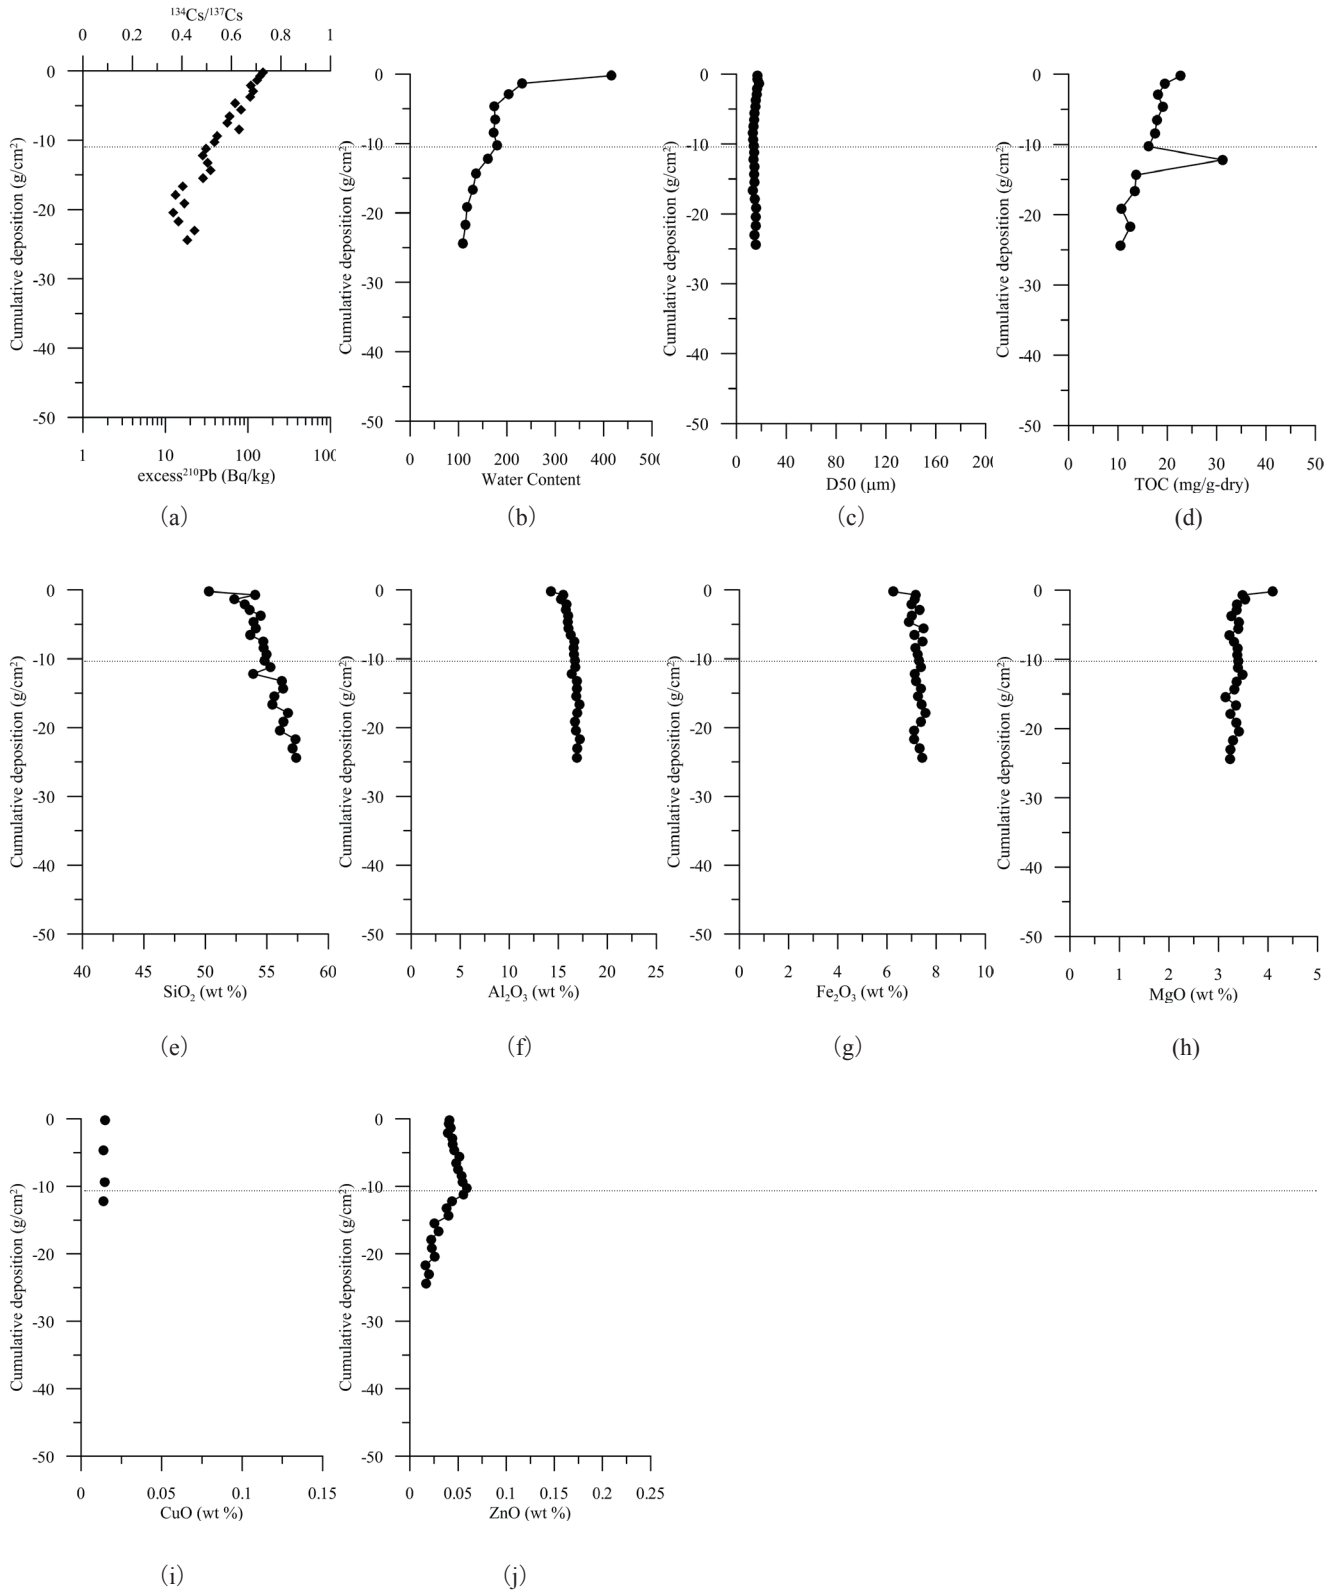 ¹³⁴Cs/¹³⁷Cs
0 0.2 0.4 0.6 0.8 1
0
-10
-20
-30
-40
-50
Cumulative deposition (g/cm²)
1 10 100 100
excess²¹⁰Pb (Bq/kg)
(a)
0
-10
-20
-30
-40
-50
Cumulative deposition (g/cm²)
0 100 200 300 400 500
Water Content
(b)
0
-10
-20
-30
-40
-50
Cumulative deposition (g/cm²)
0 40 80 120 160 200
D50 (μm)
(c)
0
-10
-20
-30
-40
-50
Cumulative deposition (g/cm²)
0 10 20 30 40 50
TOC (mg/g-dry)
(d)
0
-10
-20
-30
-40
-50
Cumulative deposition (g/cm²)
40 45 50 55 60
SiO₂ (wt %)
(e)
0
-10
-20
-30
-40
-50
Cumulative deposition (g/cm²)
0 5 10 15 20 25
Al₂O₃ (wt %)
(f)
0
-10
-20
-30
-40
-50
Cumulative deposition (g/cm²)
0 2 4 6 8 10
Fe₂O₃ (wt %)
(g)
0
-10
-20
-30
-40
-50
Cumulative deposition (g/cm²)
0 1 2 3 4 5
MgO (wt %)
(h)
0
-10
-20
-30
-40
-50
Cumulative deposition (g/cm²)
0 0.05 0.1 0.15
CuO (wt %)
(i)
0
-10
-20
-30
-40
-50
Cumulative deposition (g/cm²)
0 0.05 0.1 0.15 0.2 0.25
ZnO (wt %)
(j)